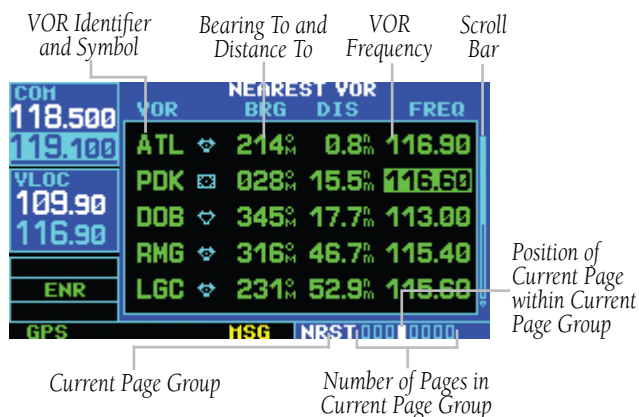 VOR Identifier
and Symbol
Bearing To and
Distance To
VOR
Frequency
Scroll
Bar
COM
118.500
119.100
VLOC
109.90
116.90
ENR
GPS
NEAREST VOR
VOR BRG DIS FREQ
ATL 214°M 0.8nm 116.90
PDK 028°M 15.5nm 116.60
DOB 345°M 17.7nm 113.00
RMG 316°M 46.7nm 115.40
LGC 231°M 52.9nm 115.60
MSG NRST
Position of
Current Page
within Current
Page Group
Current Page Group
Number of Pages in
Current Page Group